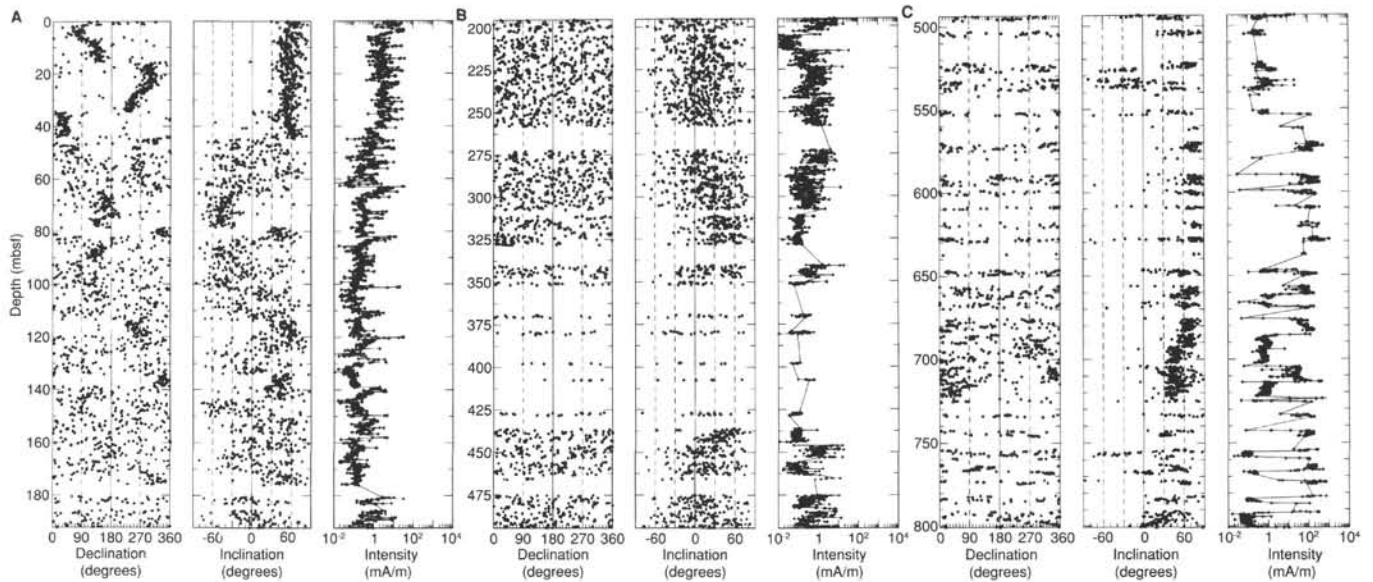 A
B
C
0
20
40
60
80
100
120
140
160
180
Depth (mbsf)
0 90 180 270 360
Declination
(degrees)
-60 0 60
Inclination
(degrees)
10-2 1 102 104
Intensity
(mA/m)
200
225
250
275
300
325
350
375
400
425
450
475
0 90 180 270 360
Declination
(degrees)
-60 0 60
Inclination
(degrees)
10-2 1 102 104
Intensity
(mA/m)
500
550
600
650
700
750
800
0 90 180 270 360
Declination
(degrees)
-60 0 60
Inclination
(degrees)
10-2 1 102 104
Intensity
(mA/m)